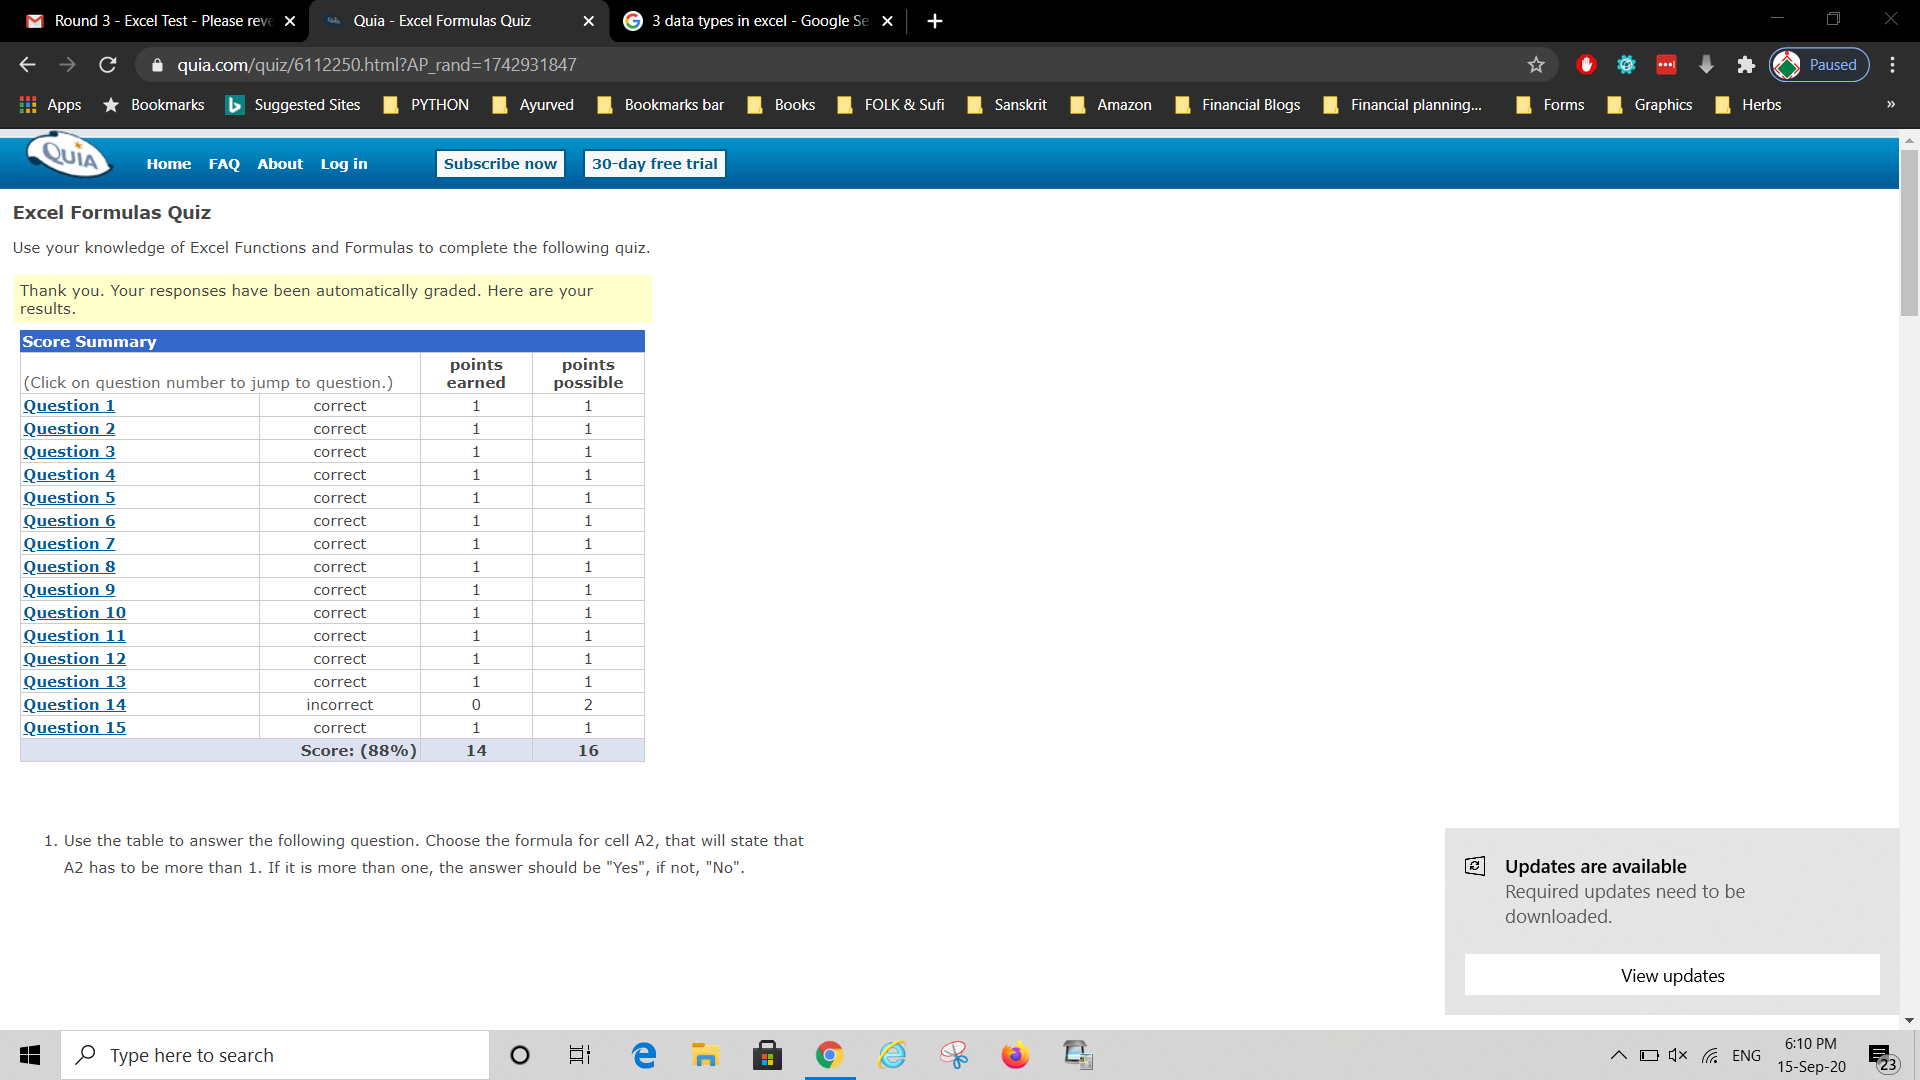 Round 3 - Excel Test - Please reve
Quia - Excel Formulas Quiz
3 data types in excel - Google Se
quia.com/quiz/6112250.html?AP_rand=1742931847
Paused
Apps
Bookmarks
Suggested Sites
PYTHON
Ayurved
Bookmarks bar
Books
FOLK & Sufi
Sanskrit
Amazon
Financial Blogs
Financial planning...
Forms
Graphics
Herbs
»
QUIA
Home FAQ About Log in
Subscribe now
30-day free trial
Excel Formulas Quiz
Use your knowledge of Excel Functions and Formulas to complete the following quiz.
Thank you. Your responses have been automatically graded. Here are your
results.
Score Summary
(Click on question number to jump to question.) points earned points possible
Question 1 correct 1 1
Question 2 correct 1 1
Question 3 correct 1 1
Question 4 correct 1 1
Question 5 correct 1 1
Question 6 correct 1 1
Question 7 correct 1 1
Question 8 correct 1 1
Question 9 correct 1 1
Question 10 correct 1 1
Question 11 correct 1 1
Question 12 correct 1 1
Question 13 correct 1 1
Question 14 incorrect 0 2
Question 15 correct 1 1
Score: (88%) 14 16
1. Use the table to answer the following question. Choose the formula for cell A2, that will state that
A2 has to be more than 1. If it is more than one, the answer should be "Yes", if not, "No".
Updates are available
Required updates need to be
downloaded.
View updates
Type here to search
ENG
6:10 PM
15-Sep-20
23